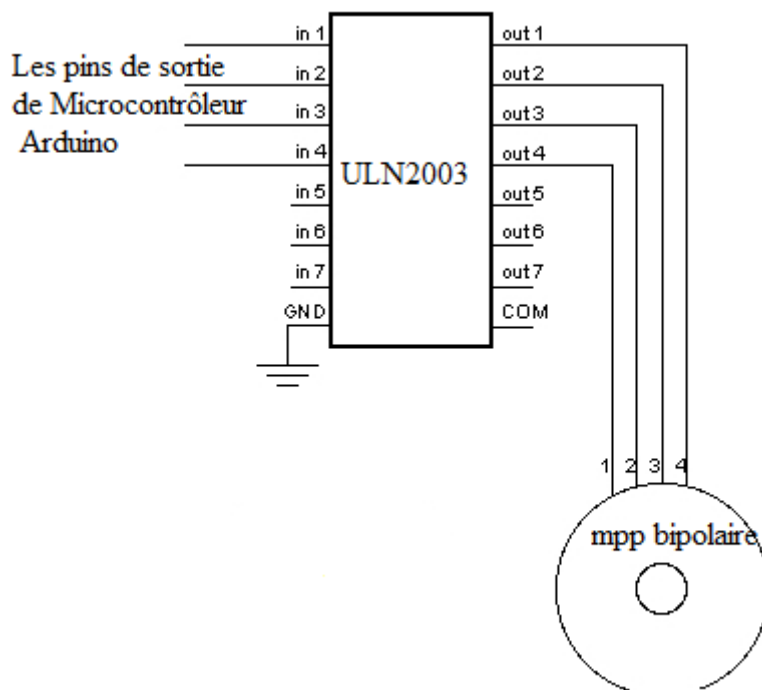 in 1
out 1
Les pins de sortie
in 2
out 2
de Microcontrôleur
in 3
out 3
Arduino
in 4
out 4
ULN2003
in 5
out 5
in 6
out 6
in 7
out 7
GND
COM
1 2 3 4
mpp bipolaire